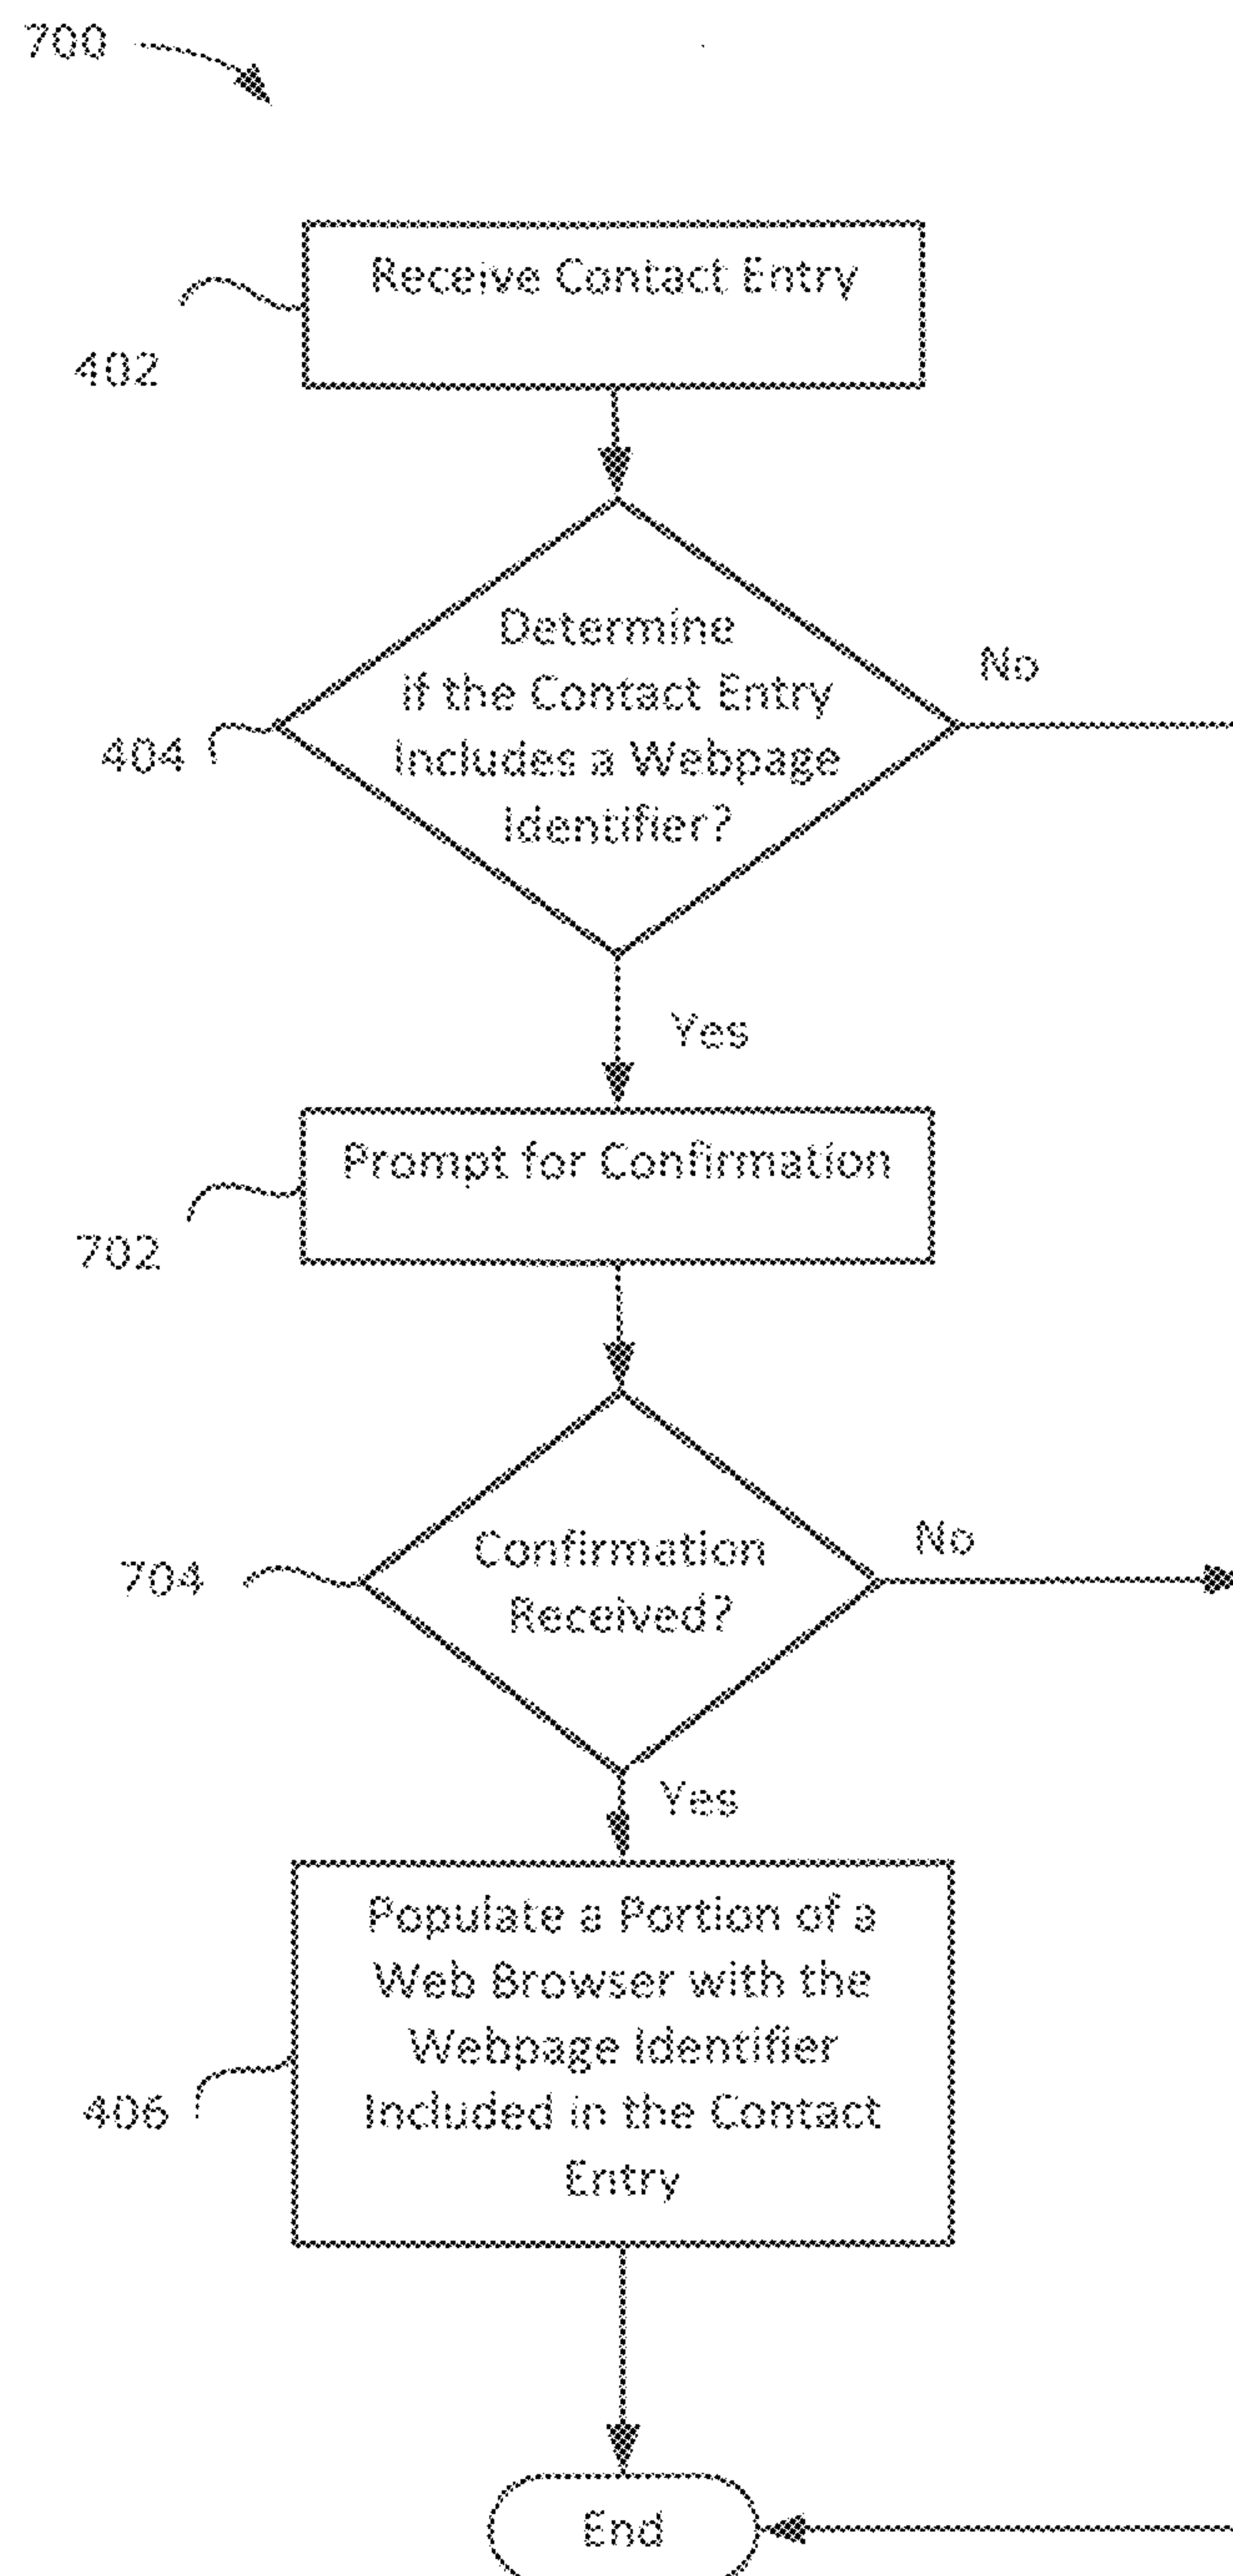 700
Receive Contact Entry
402
Determine
if the Contact Entry
Includes a Webpage
Identifier?
No
404
Yes
Prompt for Confirmation
702
Confirmation
Received?
No
704
Yes
Populate a Portion of a
Web Browser with the
Webpage Identifier
Included in the Contact
Entry
406
End